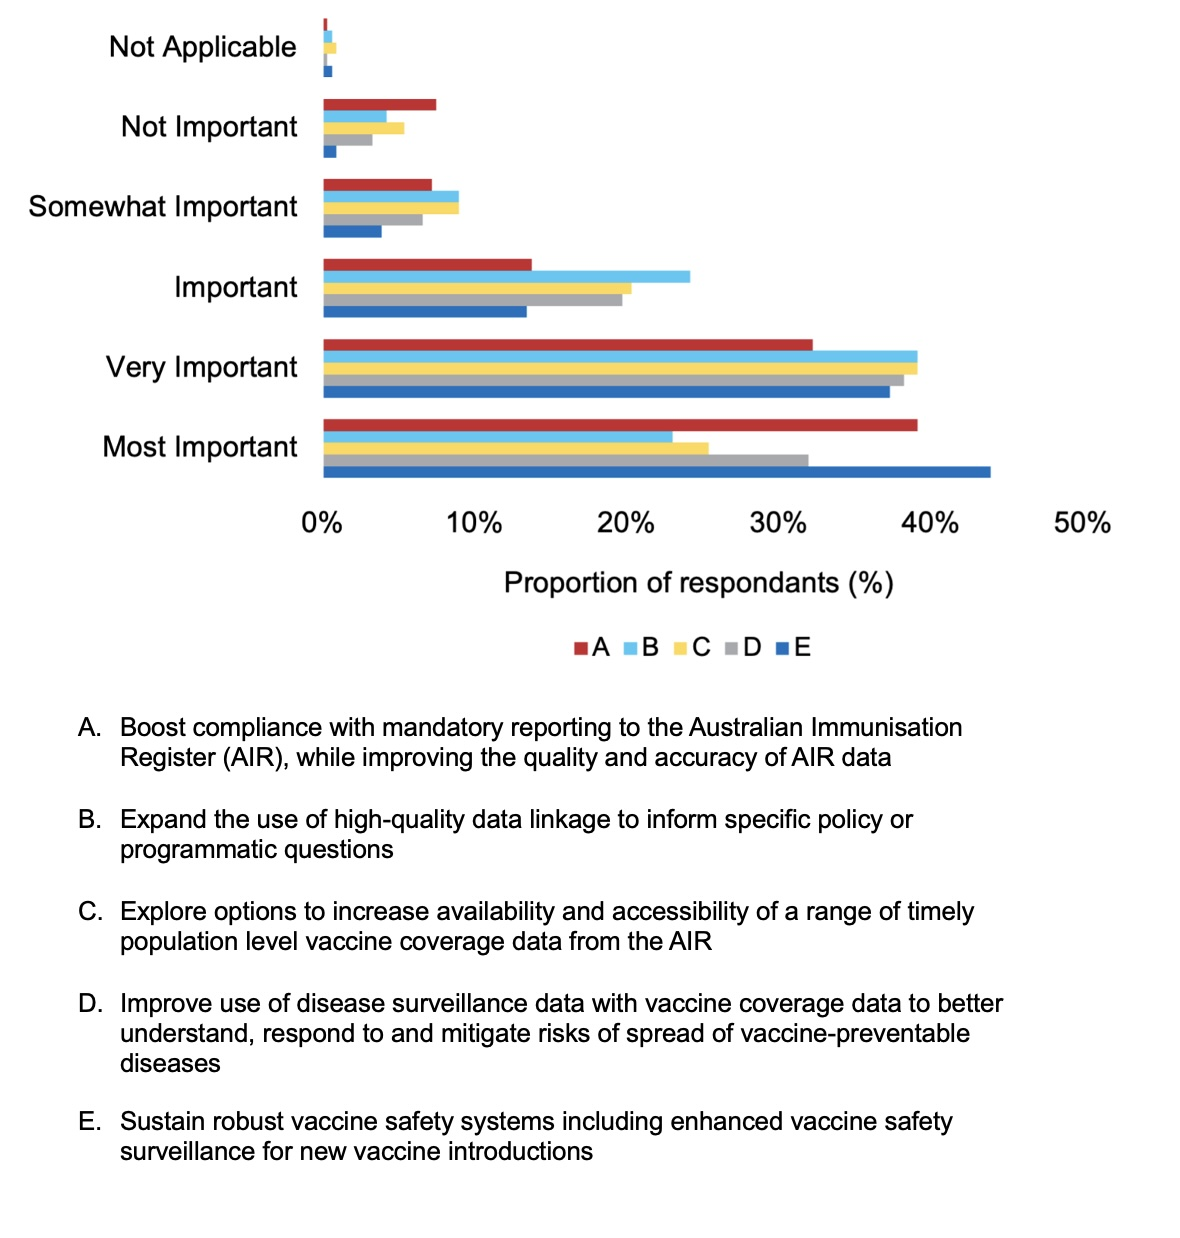 Not Applicable
Not Important
Somewhat Important
Important
Very Important
Most Important
0% 10% 20% 30% 40% 50%
Proportion of respondants (%)
A B C D E
A. Boost compliance with mandatory reporting to the Australian Immunisation
Register (AIR), while improving the quality and accuracy of AIR data
B. Expand the use of high-quality data linkage to inform specific policy or
programmatic questions
C. Explore options to increase availability and accessibility of a range of timely
population level vaccine coverage data from the AIR
D. Improve use of disease surveillance data with vaccine coverage data to better
understand, respond to and mitigate risks of spread of vaccine-preventable
diseases
E. Sustain robust vaccine safety systems including enhanced vaccine safety
surveillance for new vaccine introductions